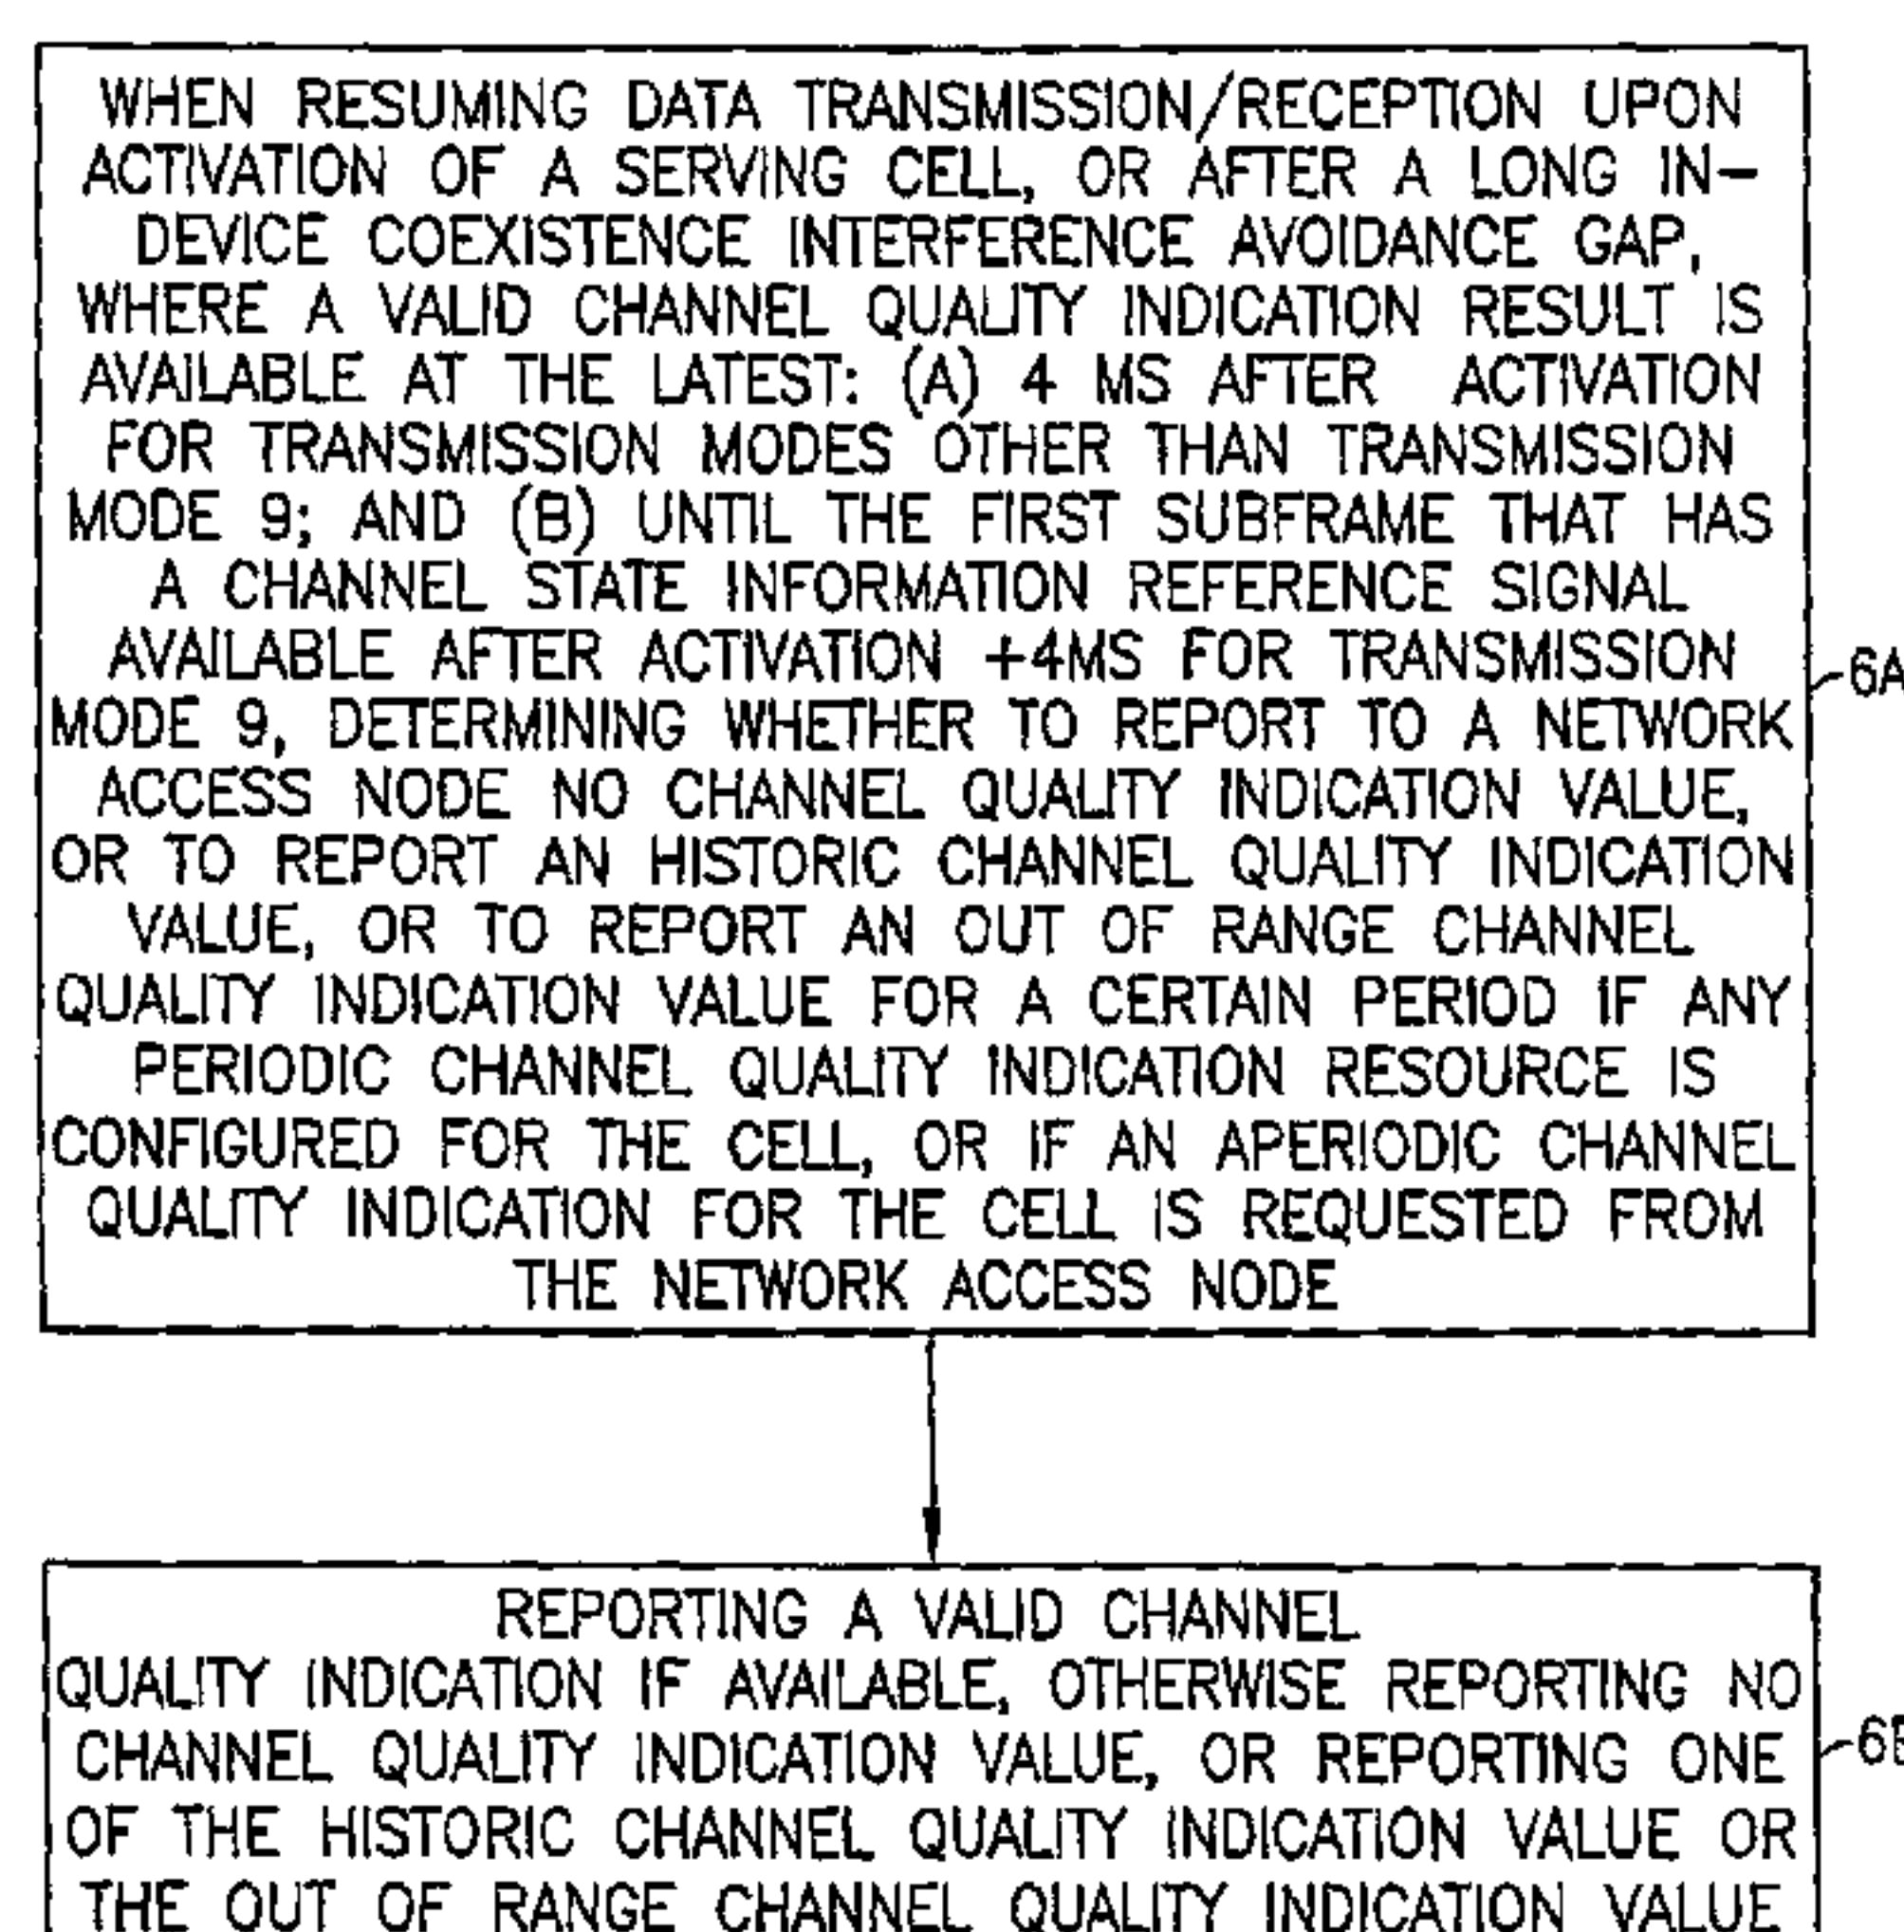 WHEN RESUMING DATA TRANSMISSION/RECEPTION UPON
ACTIVATION OF A SERVING CELL, OR AFTER A LONG IN-
DEVICE COEXISTENCE INTERFERENCE AVOIDANCE GAP,
WHERE A VALID CHANNEL QUALITY INDICATION RESULT IS
AVAILABLE AT THE LATEST: (A) 4 MS AFTER ACTIVATION
FOR TRANSMISSION MODES OTHER THAN TRANSMISSION
MODE 9; AND (B) UNTIL THE FIRST SUBFRAME THAT HAS
A CHANNEL STATE INFORMATION REFERENCE SIGNAL
AVAILABLE AFTER ACTIVATION +4MS FOR TRANSMISSION
MODE 9, DETERMINING WHETHER TO REPORT TO A NETWORK
ACCESS NODE NO CHANNEL QUALITY INDICATION VALUE,
OR TO REPORT AN HISTORIC CHANNEL QUALITY INDICATION
VALUE, OR TO REPORT AN OUT OF RANGE CHANNEL
QUALITY INDICATION VALUE FOR A CERTAIN PERIOD IF ANY
PERIODIC CHANNEL QUALITY INDICATION RESOURCE IS
CONFIGURED FOR THE CELL, OR IF AN APERIODIC CHANNEL
QUALITY INDICATION FOR THE CELL IS REQUESTED FROM
THE NETWORK ACCESS NODE
6A
REPORTING A VALID CHANNEL
QUALITY INDICATION IF AVAILABLE, OTHERWISE REPORTING NO
CHANNEL QUALITY INDICATION VALUE, OR REPORTING ONE
OF THE HISTORIC CHANNEL QUALITY INDICATION VALUE OR
THE OUT OF RANGE CHANNEL QUALITY INDICATION VALUE